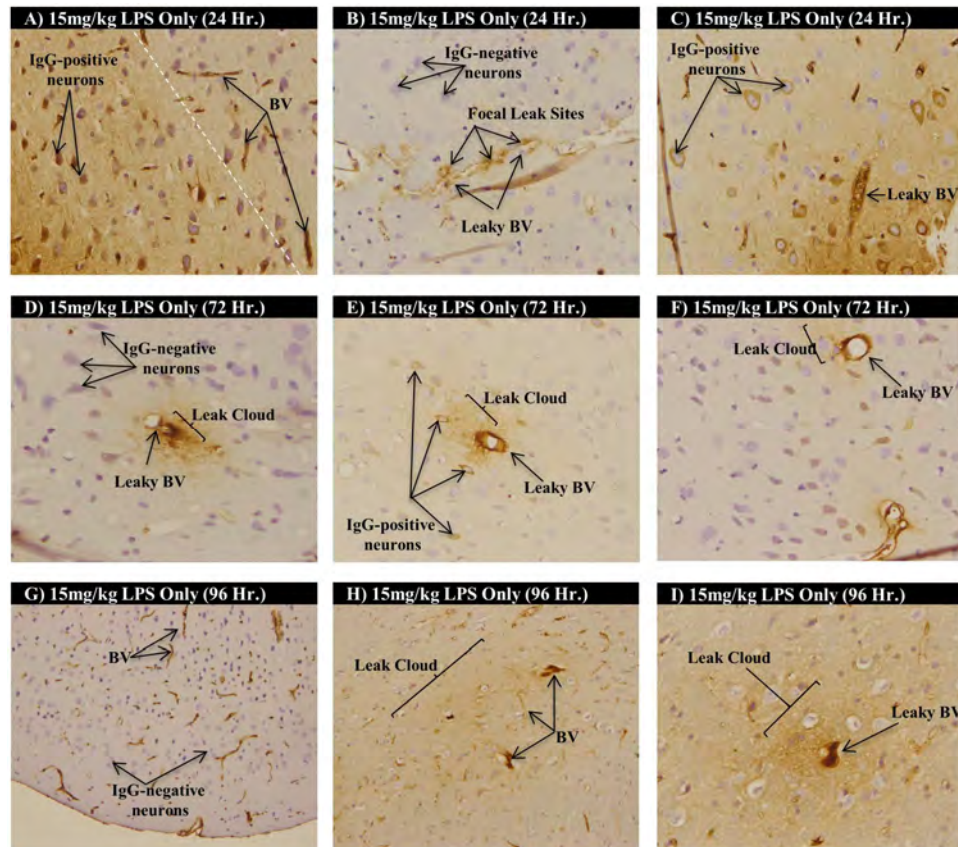 A) 15mg/kg LPS Only (24 Hr.)
IgG-positive
neurons
BV
B) 15mg/kg LPS Only (24 Hr.)
IgG-negative
neurons
Focal Leak Sites
Leaky BV
C) 15mg/kg LPS Only (24 Hr.)
IgG-positive
neurons
Leaky BV
D) 15mg/kg LPS Only (72 Hr.)
IgG-negative
neurons
Leak Cloud
Leaky BV
E) 15mg/kg LPS Only (72 Hr.)
Leak Cloud
Leaky BV
IgG-positive
neurons
F) 15mg/kg LPS Only (72 Hr.)
Leak Cloud
Leaky BV
G) 15mg/kg LPS Only (96 Hr.)
BV
IgG-negative
neurons
H) 15mg/kg LPS Only (96 Hr.)
Leak Cloud
BV
I) 15mg/kg LPS Only (96 Hr.)
Leak Cloud
Leaky BV